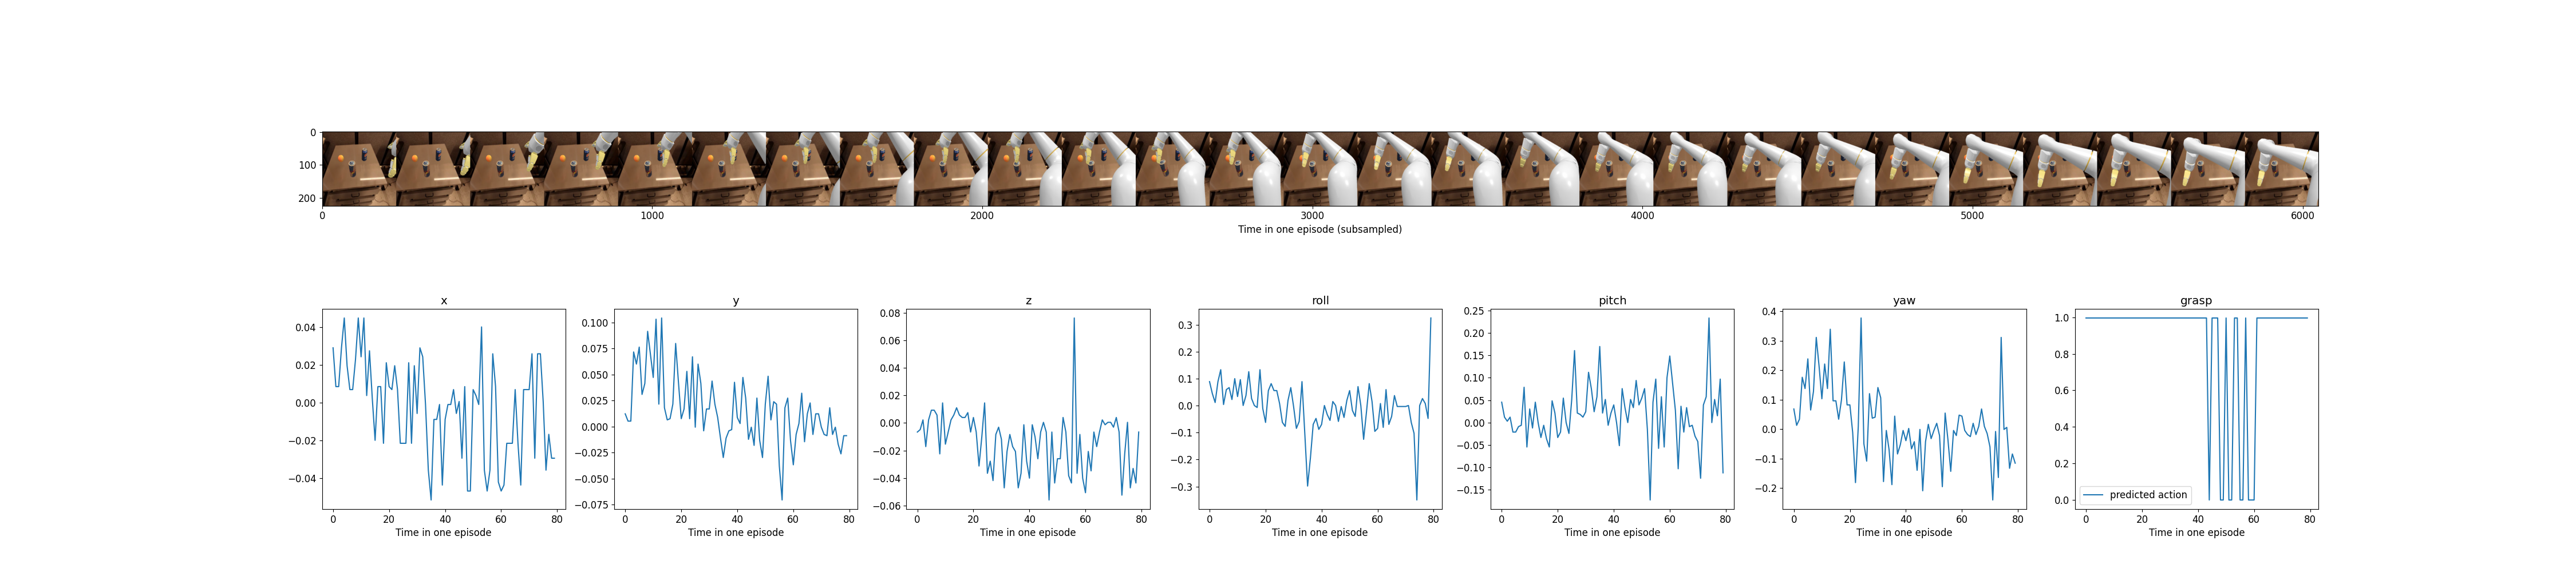 0
100
200
0 1000 2000 3000 4000 5000 6000
Time in one episode (subsampled)
x
0.04
0.02
0.00
−0.02
−0.04
0 20 40 60 80
Time in one episode
y
0.100
0.075
0.050
0.025
0.000
−0.025
−0.050
−0.075
0 20 40 60 80
Time in one episode
z
0.08
0.06
0.04
0.02
0.00
−0.02
−0.04
−0.06
0 20 40 60 80
Time in one episode
roll
0.3
0.2
0.1
0.0
−0.1
−0.2
−0.3
0 20 40 60 80
Time in one episode
pitch
0.25
0.20
0.15
0.10
0.05
0.00
−0.05
−0.10
−0.15
0 20 40 60 80
Time in one episode
yaw
0.4
0.3
0.2
0.1
0.0
−0.1
−0.2
0 20 40 60 80
Time in one episode
grasp
1.0
0.8
0.6
0.4
0.2
0.0
predicted action
0 20 40 60 80
Time in one episode